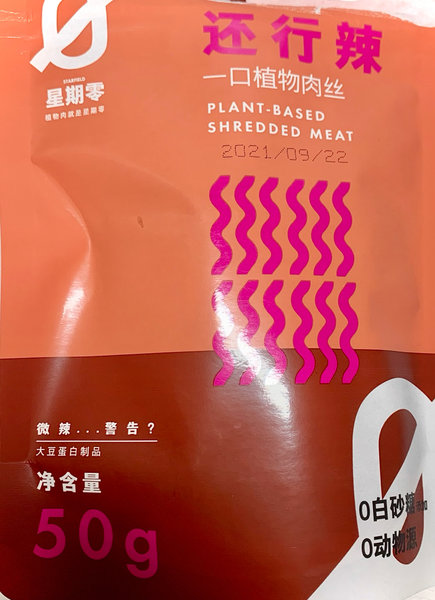 STARFIELD
星期零
植物肉就是星期零
还行辣
一口植物肉丝
PLANT-BASED
SHREDDED MEAT
2021/09/22
微辣...警告?
大豆蛋白制品
净含量
50g
0白砂糖
0动物源